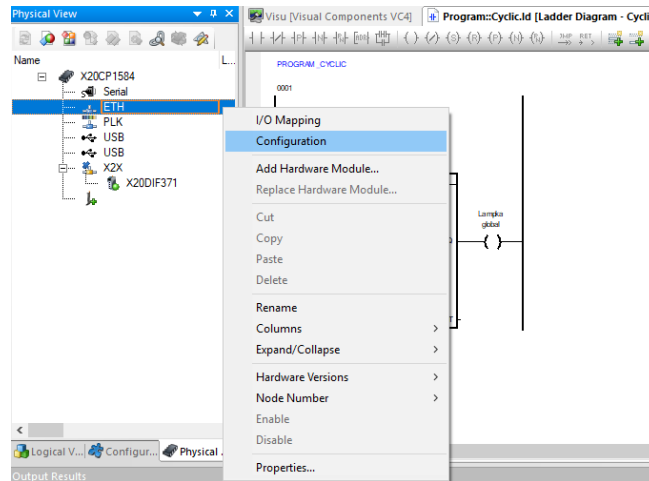 Physical View
Visu [Visual Components VC4]
Program::Cyclic.ld [Ladder Diagram - Cycli
Name
L...
X20CP1584
Serial
ETH
PLK
USB
USB
X2X
X20DIF371
PROGRAM_CYCLIC
0001
Lampka
global
I/O Mapping
Configuration
Add Hardware Module...
Replace Hardware Module...
Cut
Copy
Paste
Delete
Rename
Columns
Expand/Collapse
Hardware Versions
Node Number
Enable
Disable
Properties...
Logical V...
Configur...
Physical
Output Results